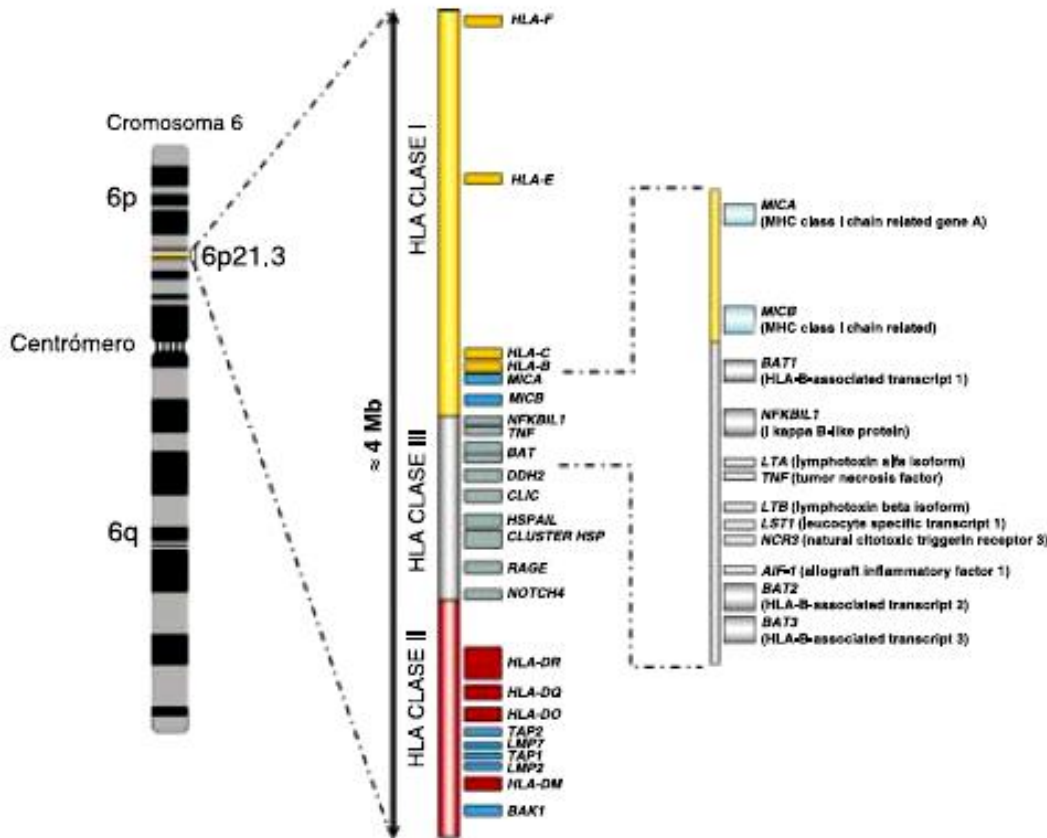 Cromosoma 6
6p
6p21.3
Centrómero
6q
≈ 4 Mb
HLA CLASE I
HLA CLASE III
HLA CLASE II
HLA-F
HLA-E
HLA-C
HLA-B
MICA
MICB
NFKBIL1
TNF
BAT
DDH2
CLIC
HSPAIL
CLUSTER HSP
RAGE
NOTCH4
HLA-DR
HLA-DQ
HLA-DO
TAP2
LMP7
TAP1
LMP2
HLA-DM
BAK1
MICA
(MHC class I chain related gene A)
MICB
(MHC class I chain related)
BAT1
(HLA-B-associated transcript 1)
NFKBIL1
(I kappa B-like protein)
LTA (lymphotoxin alfa isoform)
TNF (tumor necrosis factor)
LTB (lymphotoxin beta isoform)
LST1 (leucocyte specific transcript 1)
NCR3 (natural citotoxic triggerin receptor 3)
AIF-1 (allograft inflammatory factor 1)
BAT2
(HLA-B-associated transcript 2)
BAT3
(HLA-B-associated transcript 3)